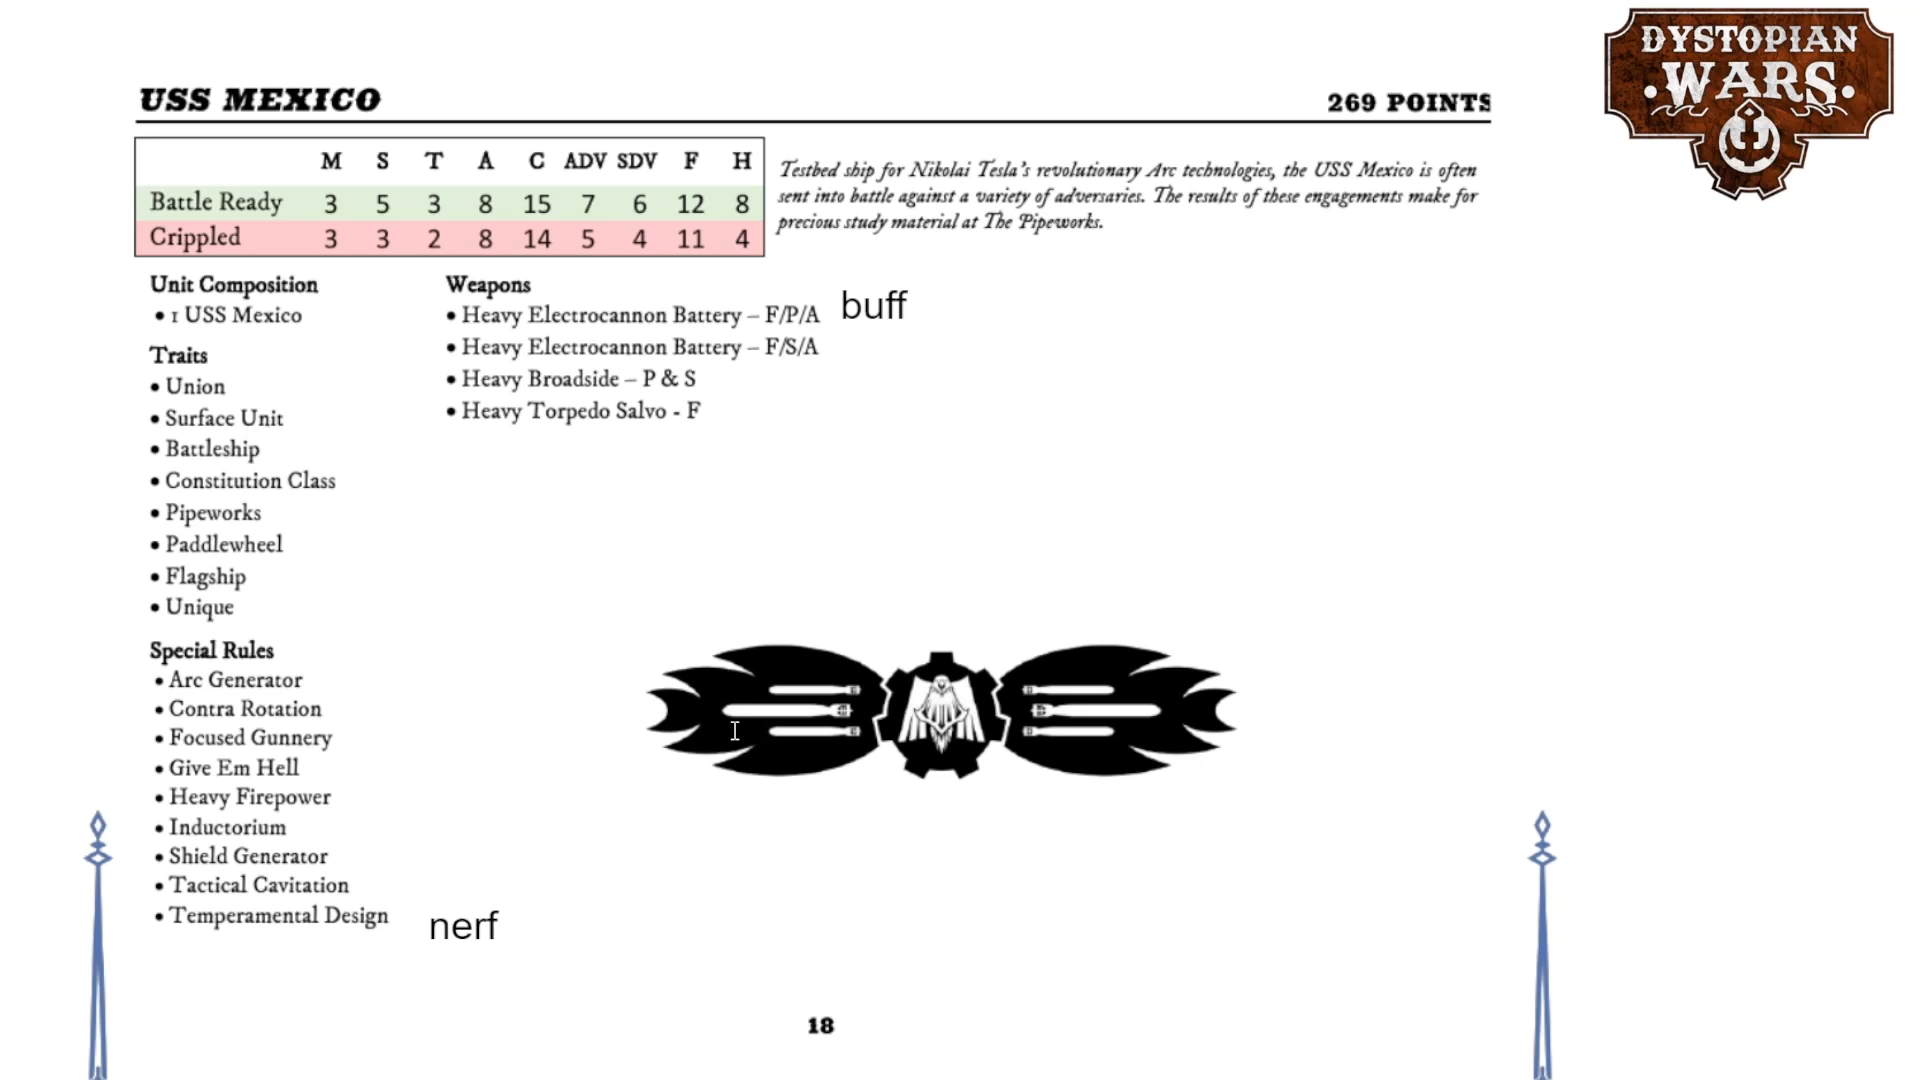 DYSTOPIAN
WARS
USS MEXICO
269 POINTS
M S T A C ADV SDV F H
Battle Ready 3 5 3 8 15 7 6 12 8
Crippled 3 3 2 8 14 5 4 11 4
Testbed ship for Nikolai Tesla's revolutionary Arc technologies, the USS Mexico is often
sent into battle against a variety of adversaries. The results of these engagements make for
precious study material at The Pipeworks.
Unit Composition
• 1 USS Mexico
Traits
• Union
• Surface Unit
• Battleship
• Constitution Class
• Pipeworks
• Paddlewheel
• Flagship
• Unique
Special Rules
• Arc Generator
• Contra Rotation
• Focused Gunnery
• Give Em Hell
• Heavy Firepower
• Inductorium
• Shield Generator
• Tactical Cavitation
• Temperamental Design
nerf
Weapons
• Heavy Electrocannon Battery – F/P/A
• Heavy Electrocannon Battery – F/S/A
• Heavy Broadside – P & S
• Heavy Torpedo Salvo - F
buff
18